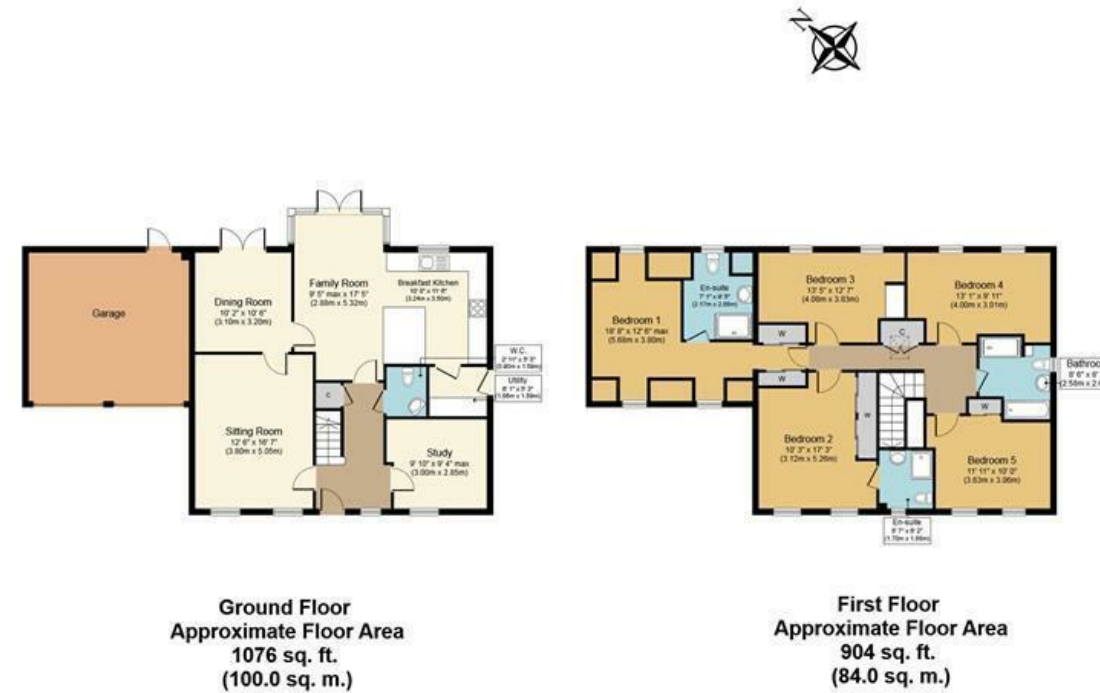 N
Garage
Dining Room
10' 2" x 10' 6"
(3.10m x 3.20m)
Family Room
9' 5" max x 17' 5"
(2.88m x 5.32m)
Breakfast Kitchen
(3.24m x 3.50m)
W.C.
Utility
C
Sitting Room
12' 6" x 16' 7"
(3.80m x 5.05m)
Study
9' 10" x 9' 4" max
(3.00m x 2.85m)
Ground Floor
Approximate Floor Area
1076 sq. ft.
(100.0 sq. m.)
Bedroom 1
18' 8" x 12' 6" max
(5.68m x 3.80m)
En-suite
W
W
Bedroom 3
13' 5" x 12' 7"
(4.08m x 3.83m)
Bedroom 4
13' 1" x 9' 11"
(4.00m x 3.01m)
C
Bathroo
W
W
Bedroom 2
10' 3" x 17' 3"
(3.12m x 5.26m)
Bedroom 5
11' 11" x 10' 0"
(3.63m x 3.06m)
En-suite
First Floor
Approximate Floor Area
904 sq. ft.
(84.0 sq. m.)